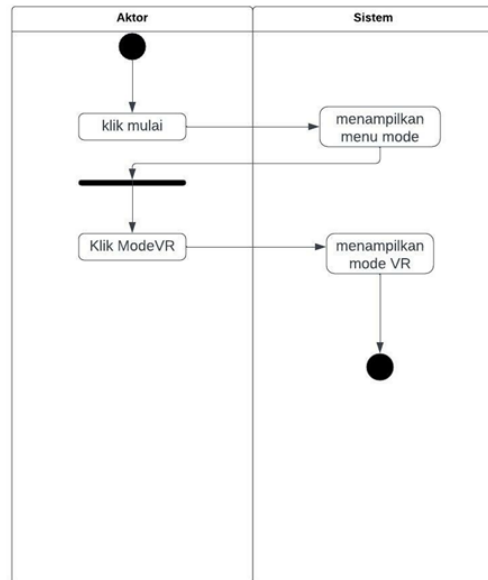 Aktor
Sistem
klik mulai
menampilkan
menu mode
Klik ModeVR
menampilkan
mode VR